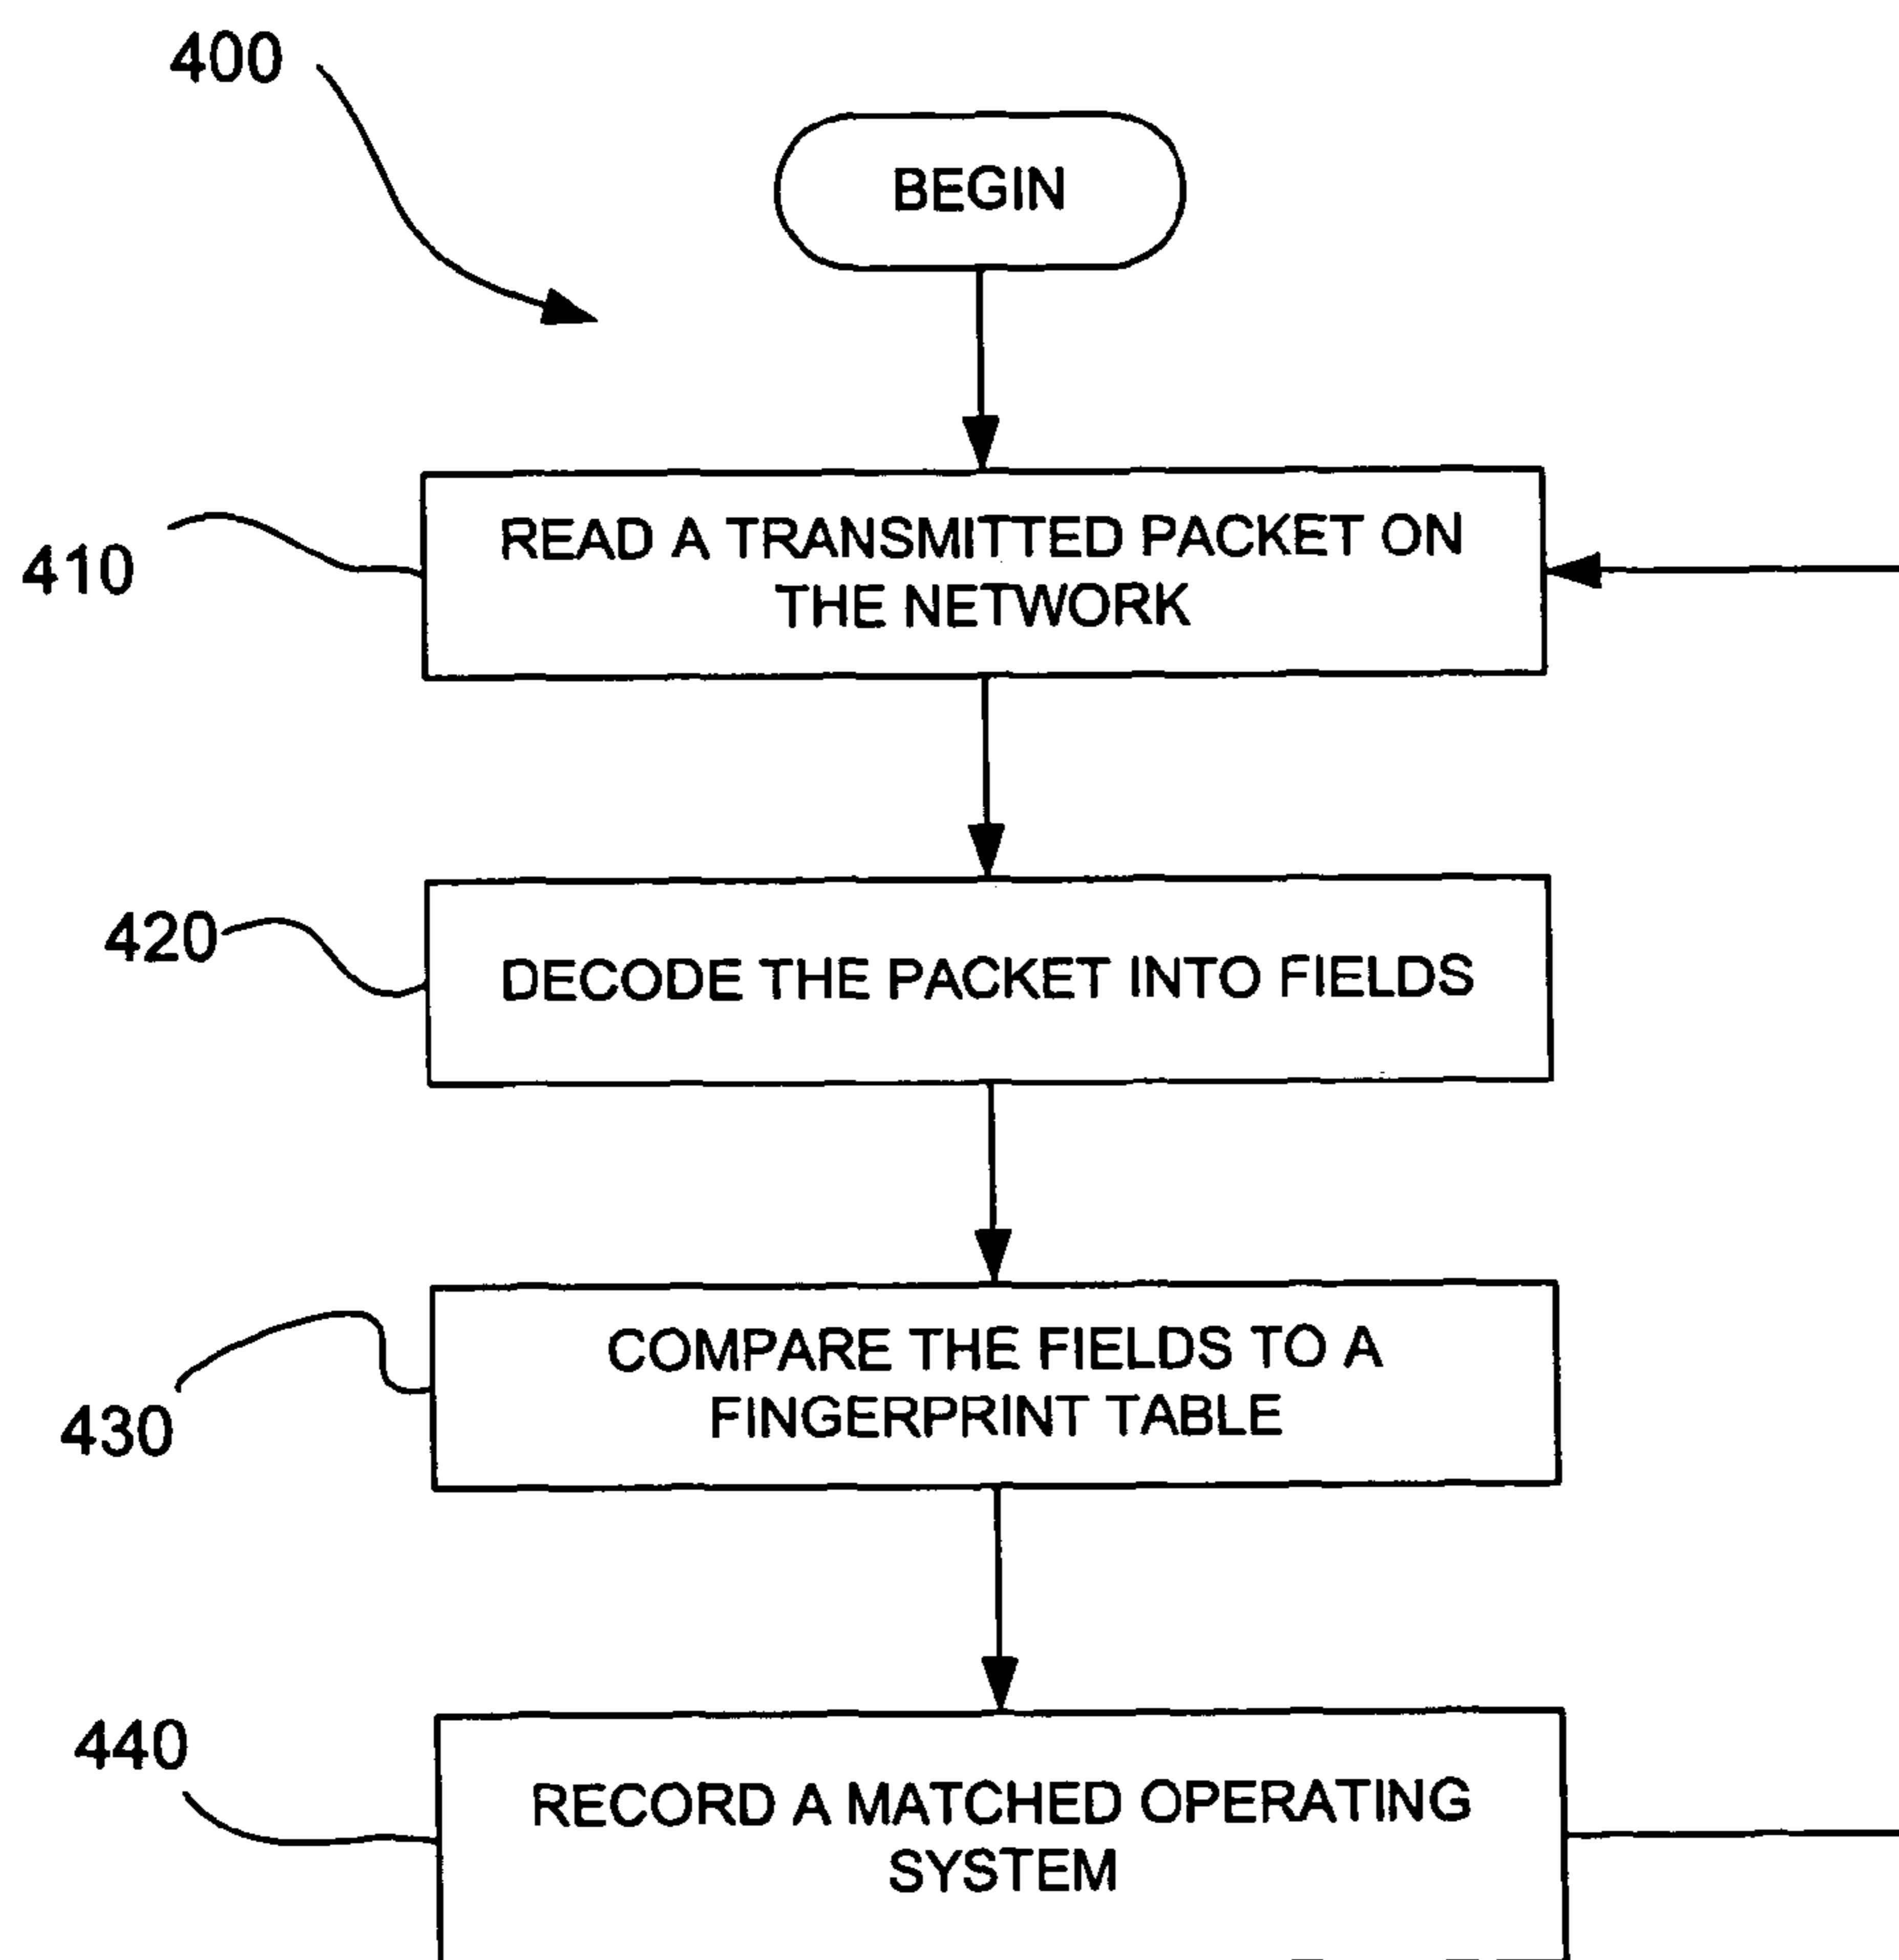 400
BEGIN
410
READ A TRANSMITTED PACKET ON
THE NETWORK
420
DECODE THE PACKET INTO FIELDS
430
COMPARE THE FIELDS TO A
FINGERPRINT TABLE
440
RECORD A MATCHED OPERATING
SYSTEM